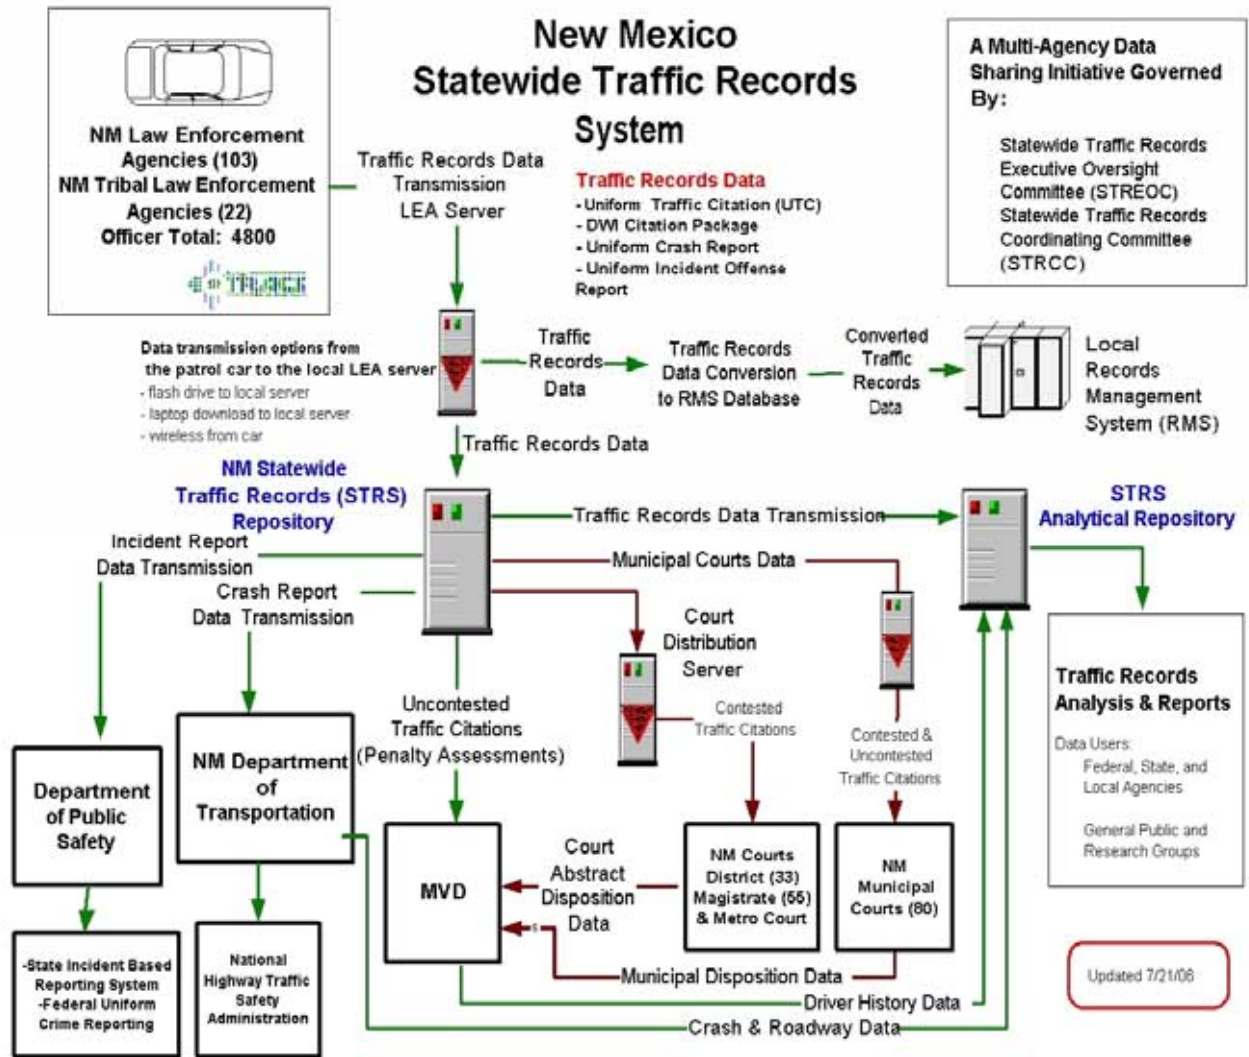 New Mexico
Statewide Traffic Records
System
NM Law Enforcement
Agencies (103)
NM Tribal Law Enforcement
Agencies (22)
Officer Total: 4800
TRACS
Traffic Records Data
Transmission
LEA Server
Traffic Records Data
- Uniform Traffic Citation (UTC)
- DWI Citation Package
- Uniform Crash Report
- Uniform Incident Offense
Report
A Multi-Agency Data
Sharing Initiative Governed
By:
Statewide Traffic Records
Executive Oversight
Committee (STREOC)
Statewide Traffic Records
Coordinating Committee
(STRCC)
Data transmission options from
the patrol car to the local LEA server
- flash drive to local server
- laptop download to local server
- wireless from car
Traffic
Records
Data
Traffic Records
Data Conversion
to RMS Database
Converted
Traffic
Records
Data
Local
Records
Management
System (RMS)
Traffic Records Data
NM Statewide
Traffic Records (STRS)
Repository
Traffic Records Data Transmission
STRS
Analytical Repository
Incident Report
Data Transmission
Municipal Courts Data
Crash Report
Data Transmission
Court
Distribution
Server
Uncontested
Traffic Citations
(Penalty Assessments)
Contested
Traffic Citations
Contested &
Uncontested
Traffic Citations
Traffic Records
Analysis & Reports
Data Users:
Federal, State, and
Local Agencies
General Public and
Research Groups
Department
of Public
Safety
NM Department
of
Transportation
MVD
Court
Abstract
Disposition
Data
NM Courts
District (33)
Magistrate (55)
& Metro Court
NM
Municipal
Courts (80)
s
Municipal Disposition Data
-State Incident Based
Reporting System
-Federal Uniform
Crime Reporting
National
Highway Traffic
Safety
Administration
Driver History Data
Crash & Roadway Data
Updated 7/21/06